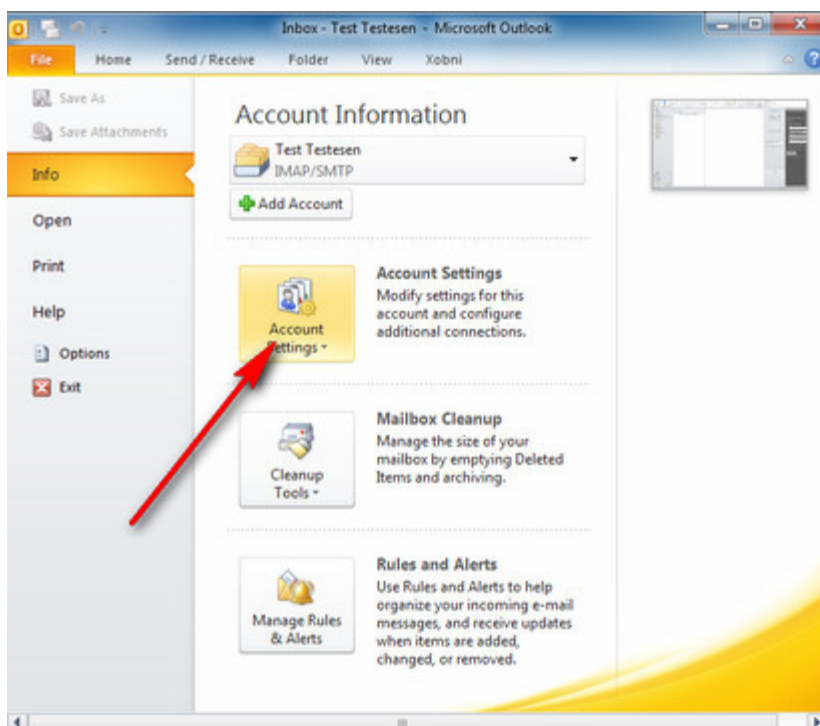 Inbox - Test Testesen - Microsoft Outlook
File Home Send / Receive Folder View Xobni
Save As
Save Attachments
Info
Open
Print
Help
Options
Exit
Account Information
Test Testesen
IMAP/SMTP
Add Account
Account
Settings
Account Settings
Modify settings for this
account and configure
additional connections.
Cleanup
Tools
Mailbox Cleanup
Manage the size of your
mailbox by emptying Deleted
Items and archiving.
Manage Rules
& Alerts
Rules and Alerts
Use Rules and Alerts to help
organize your incoming e-mail
messages, and receive updates
when items are added,
changed, or removed.